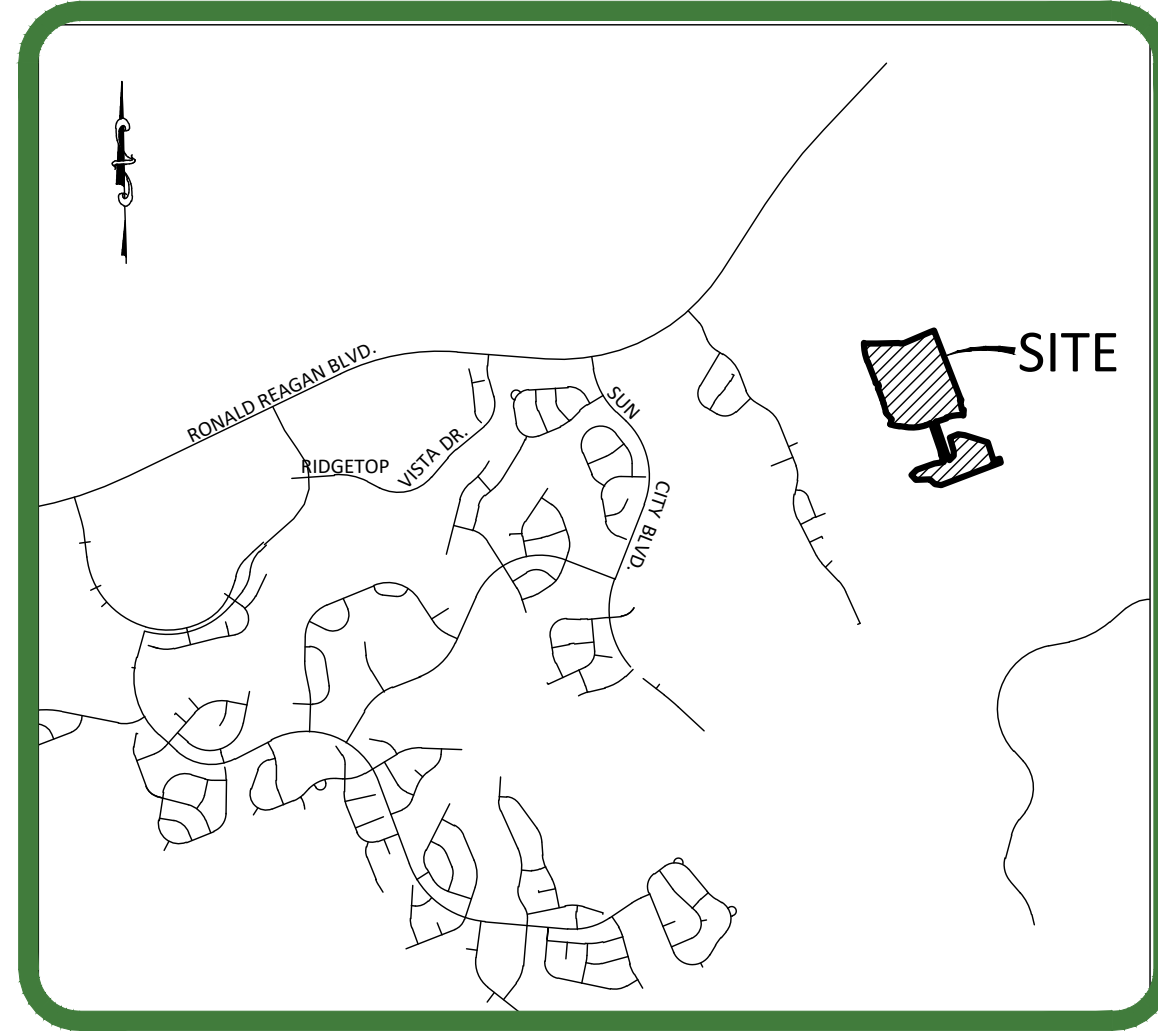 SITE
RONALD REAGAN BLVD.
SUN
VISTA DR.
RIDGETOP
CITY BLVD.